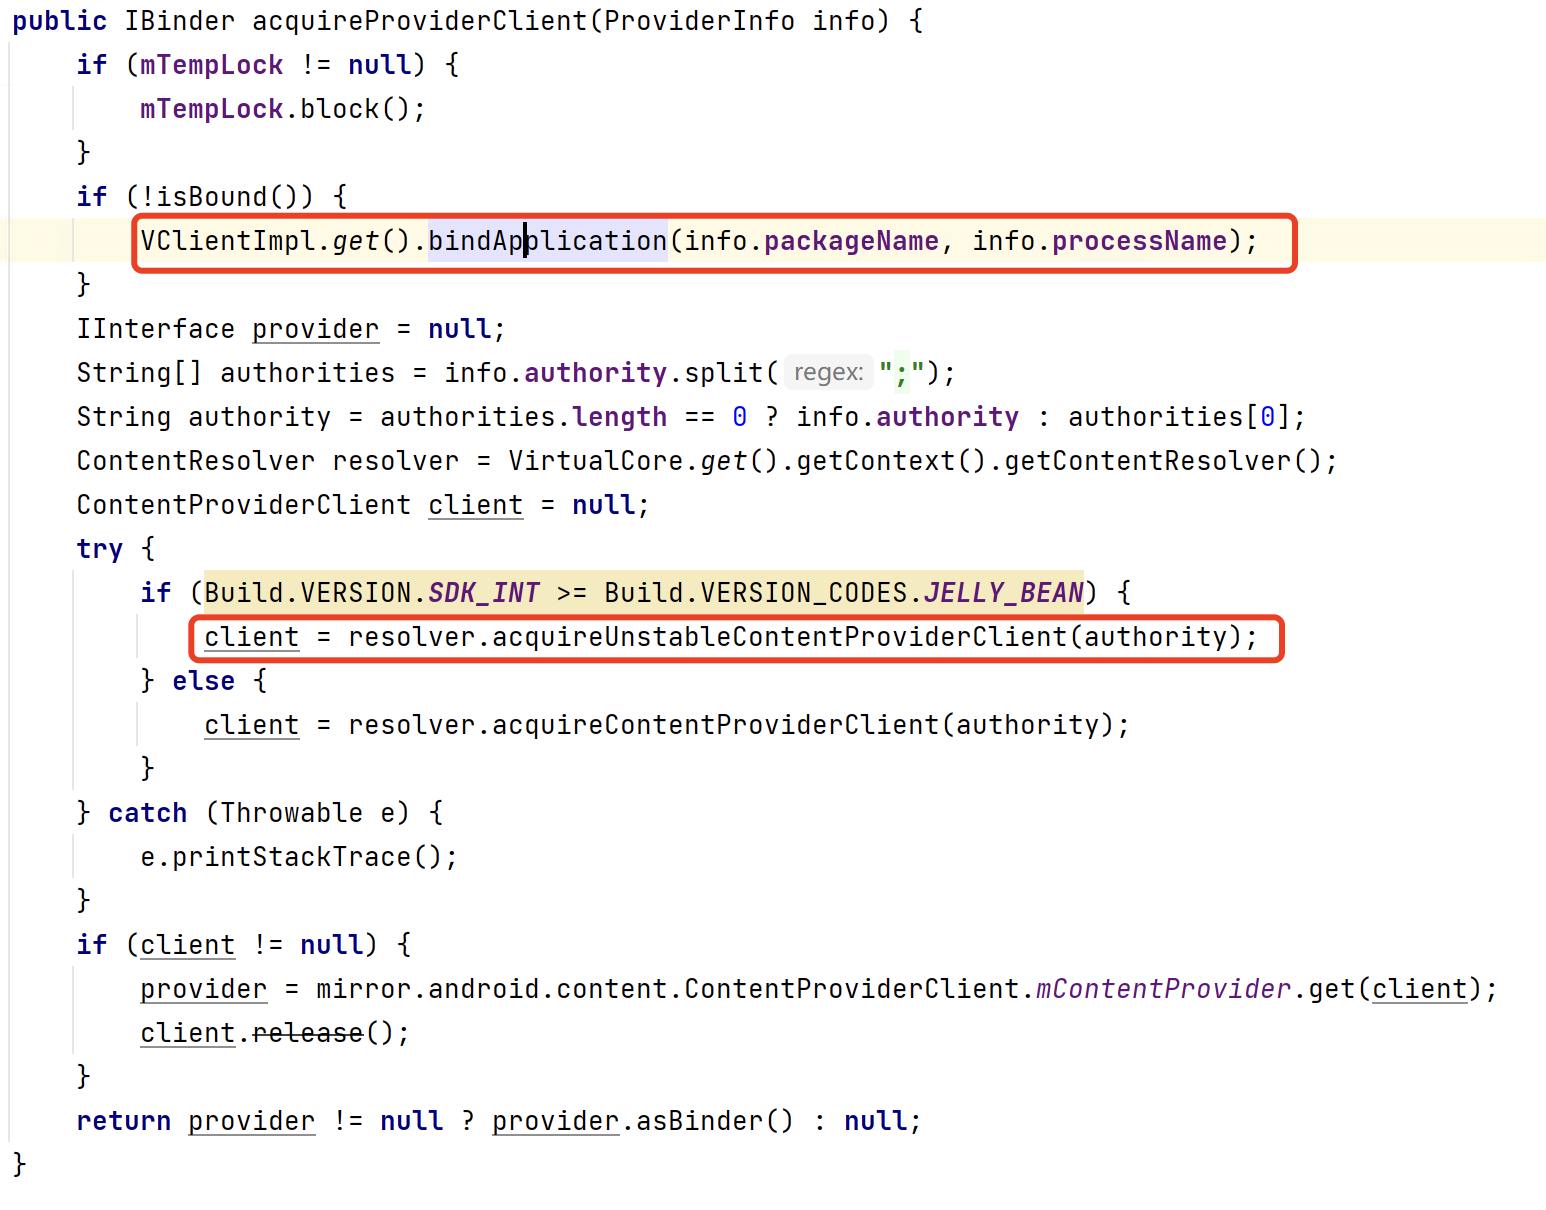 public IBinder acquireProviderClient(ProviderInfo info) {
    if (mTempLock != null) {
        mTempLock.block();
    }
    if (!isBound()) {
        VClientImpl.get().bindApplication(info.packageName, info.processName);
    }
    IInterface provider = null;
    String[] authorities = info.authority.split( regex: ";");
    String authority = authorities.length == 0 ? info.authority : authorities[0];
    ContentResolver resolver = VirtualCore.get().getContext().getContentResolver();
    ContentProviderClient client = null;
    try {
        if (Build.VERSION.SDK_INT >= Build.VERSION_CODES.JELLY_BEAN) {
            client = resolver.acquireUnstableContentProviderClient(authority);
        } else {
            client = resolver.acquireContentProviderClient(authority);
        }
    } catch (Throwable e) {
        e.printStackTrace();
    }
    if (client != null) {
        provider = mirror.android.content.ContentProviderClient.mContentProvider.get(client);
        client.release();
    }
    return provider != null ? provider.asBinder() : null;
}